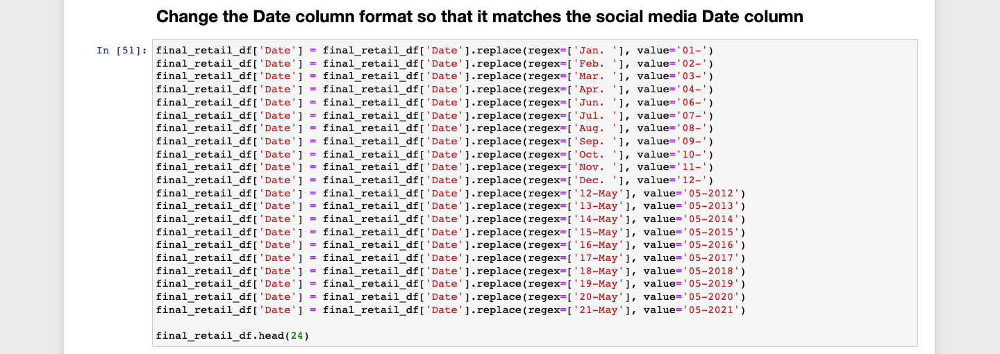 Change the Date column format so that it matches the social media Date column
In [51]:
final_retail_df['Date'] = final_retail_df['Date'].replace(regex=['Jan. '], value='01-')
final_retail_df['Date'] = final_retail_df['Date'].replace(regex=['Feb. '], value='02-')
final_retail_df['Date'] = final_retail_df['Date'].replace(regex=['Mar. '], value='03-')
final_retail_df['Date'] = final_retail_df['Date'].replace(regex=['Apr. '], value='04-')
final_retail_df['Date'] = final_retail_df['Date'].replace(regex=['Jun. '], value='06-')
final_retail_df['Date'] = final_retail_df['Date'].replace(regex=['Jul. '], value='07-')
final_retail_df['Date'] = final_retail_df['Date'].replace(regex=['Aug. '], value='08-')
final_retail_df['Date'] = final_retail_df['Date'].replace(regex=['Sep. '], value='09-')
final_retail_df['Date'] = final_retail_df['Date'].replace(regex=['Oct. '], value='10-')
final_retail_df['Date'] = final_retail_df['Date'].replace(regex=['Nov. '], value='11-')
final_retail_df['Date'] = final_retail_df['Date'].replace(regex=['Dec. '], value='12-')
final_retail_df['Date'] = final_retail_df['Date'].replace(regex=['12-May'], value='05-2012')
final_retail_df['Date'] = final_retail_df['Date'].replace(regex=['13-May'], value='05-2013')
final_retail_df['Date'] = final_retail_df['Date'].replace(regex=['14-May'], value='05-2014')
final_retail_df['Date'] = final_retail_df['Date'].replace(regex=['15-May'], value='05-2015')
final_retail_df['Date'] = final_retail_df['Date'].replace(regex=['16-May'], value='05-2016')
final_retail_df['Date'] = final_retail_df['Date'].replace(regex=['17-May'], value='05-2017')
final_retail_df['Date'] = final_retail_df['Date'].replace(regex=['18-May'], value='05-2018')
final_retail_df['Date'] = final_retail_df['Date'].replace(regex=['19-May'], value='05-2019')
final_retail_df['Date'] = final_retail_df['Date'].replace(regex=['20-May'], value='05-2020')
final_retail_df['Date'] = final_retail_df['Date'].replace(regex=['21-May'], value='05-2021')
final_retail_df.head(24)